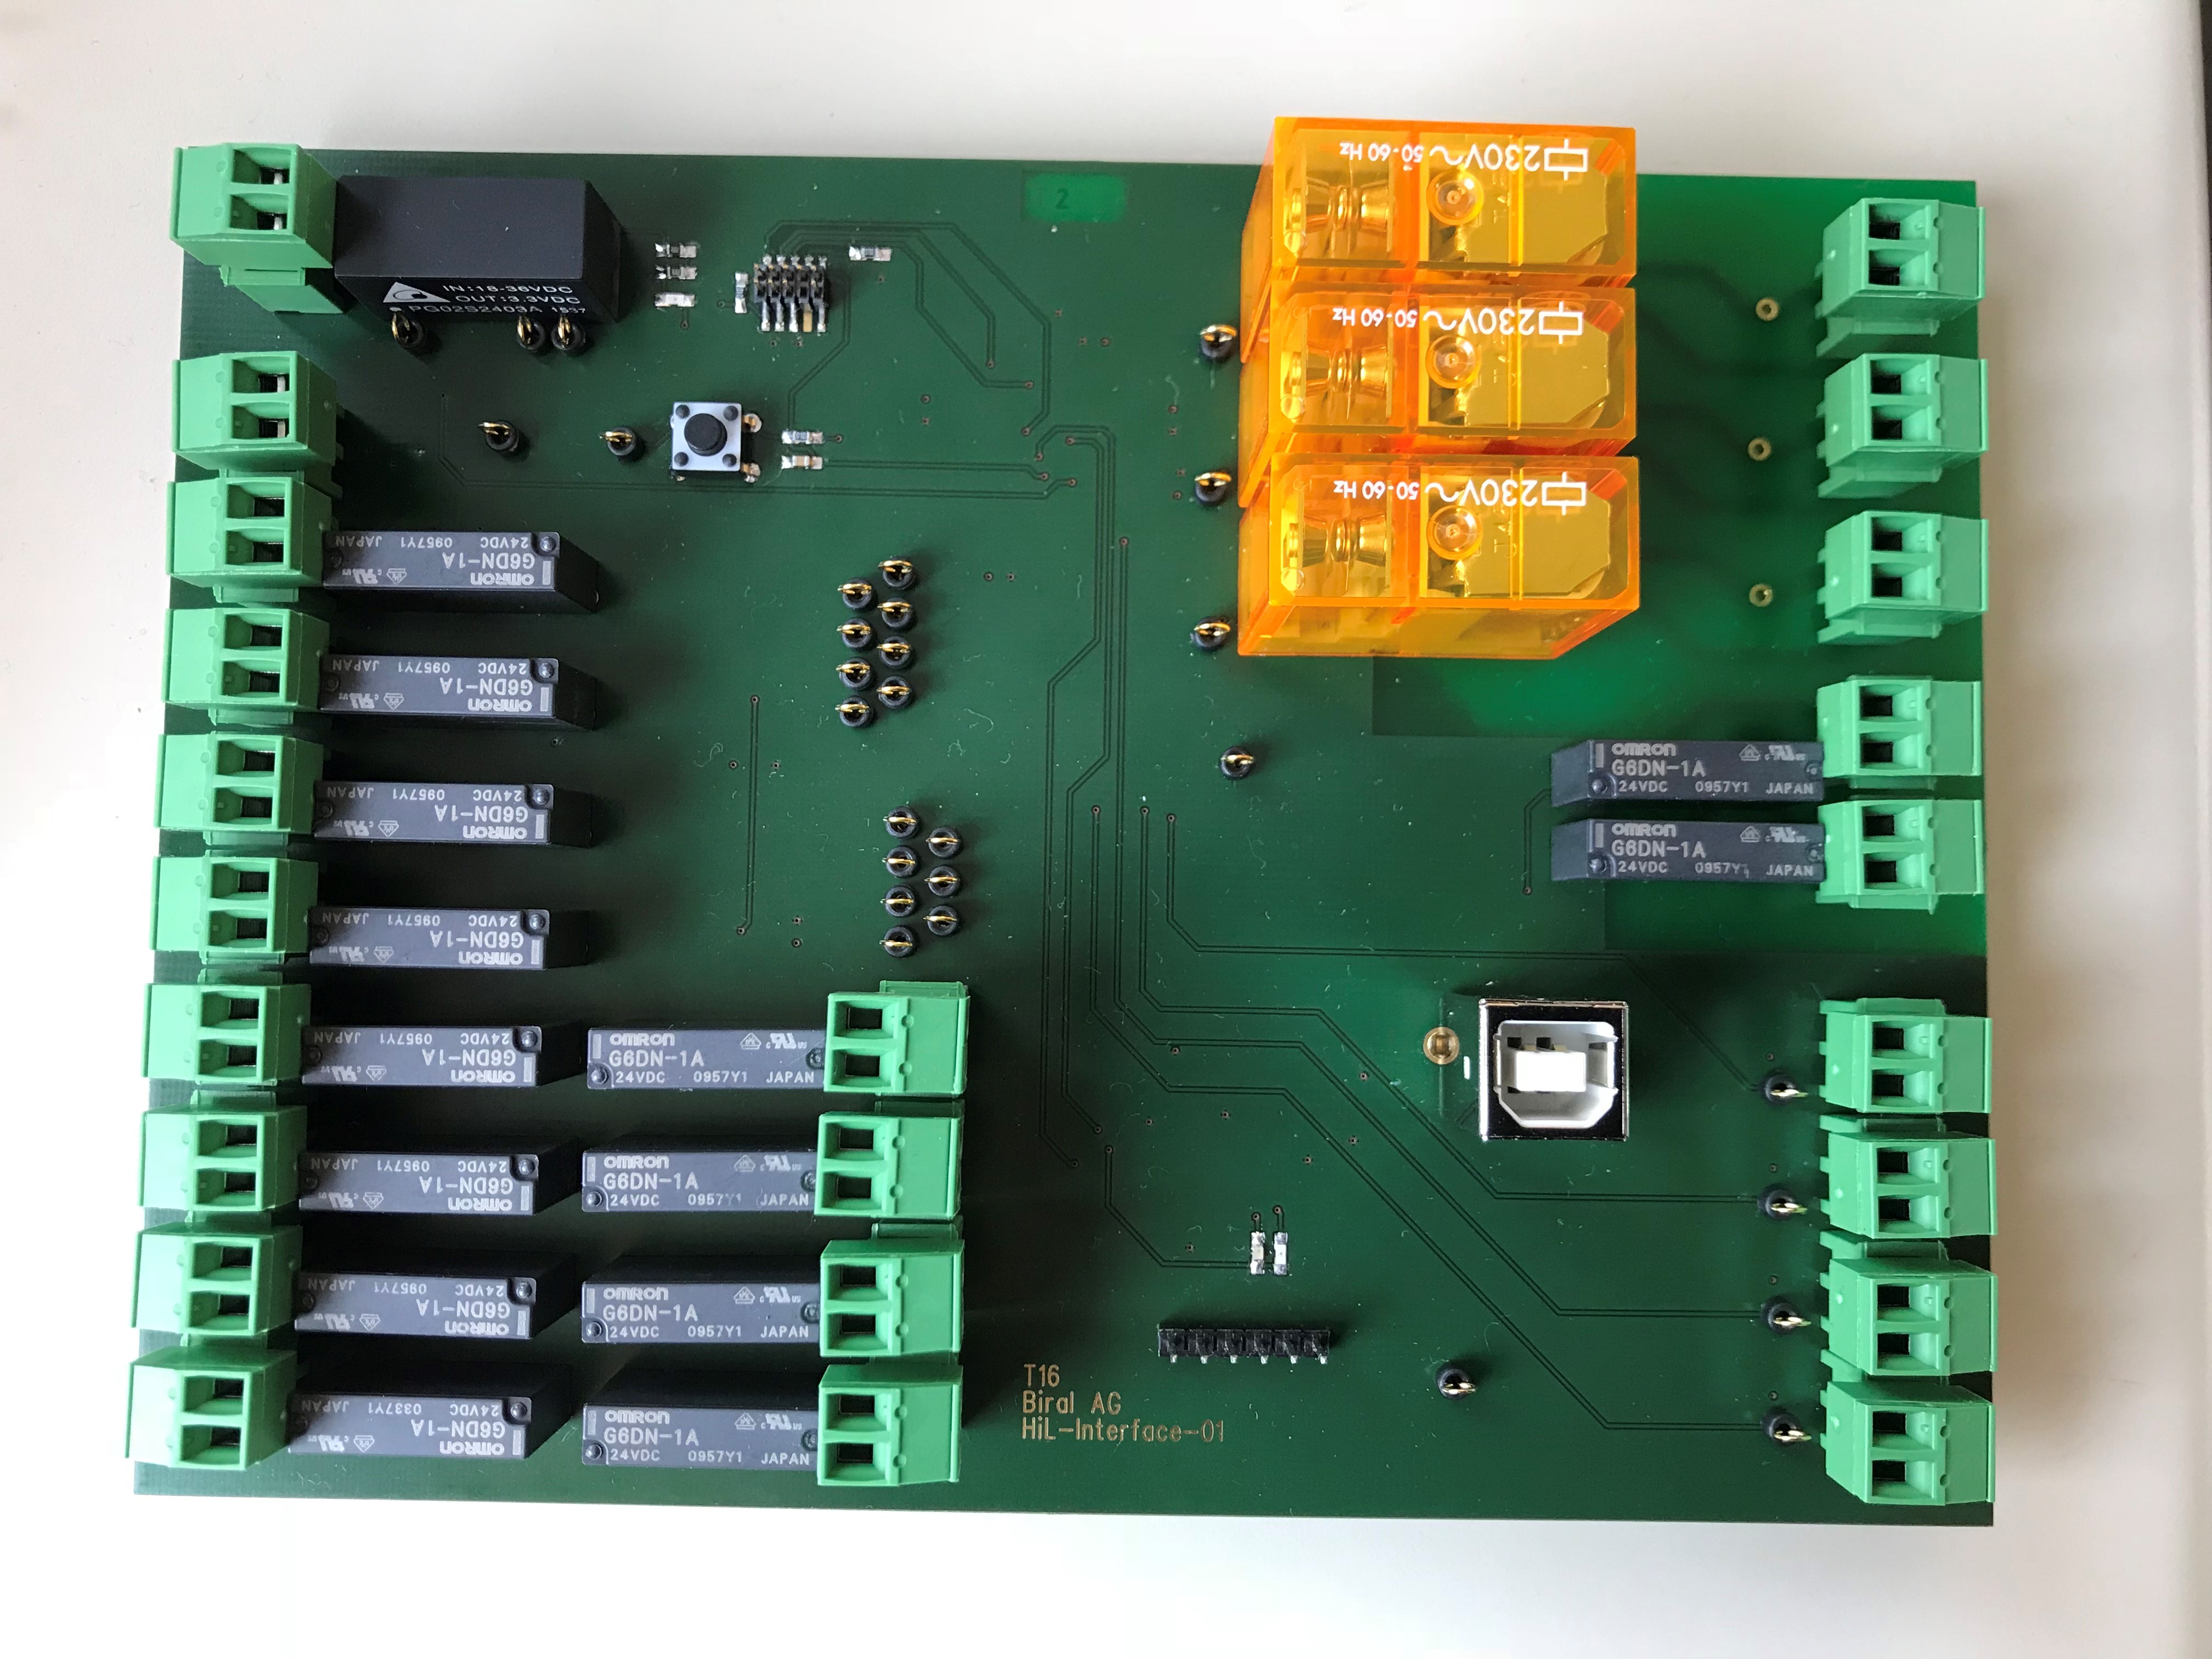 2
230V~ 50-60 Hz
230V~ 50-60 Hz
230V~ 50-60 Hz
IN:18-36VDC
OUT:3.3VDC
PG02S2403A
omron
G6DN-1A
24VDC 0957Y1 JAPAN
omron
G6DN-1A
24VDC 0957Y1 JAPAN
omron
G6DN-1A
24VDC 0957Y1 JAPAN
omron
G6DN-1A
24VDC 0957Y1 JAPAN
omron
G6DN-1A
24VDC 0957Y1 JAPAN
omron
G6DN-1A
24VDC 0957Y1 JAPAN
omron
G6DN-1A
24VDC 0957Y1 JAPAN
omron
G6DN-1A
24VDC 0337Y1 JAPAN
omron
G6DN-1A
24VDC 0957Y1 JAPAN
omron
G6DN-1A
24VDC 0957Y1 JAPAN
omron
G6DN-1A
24VDC 0957Y1 JAPAN
omron
G6DN-1A
24VDC 0957Y1 JAPAN
omron
G6DN-1A
24VDC 0957Y1 JAPAN
omron
G6DN-1A
24VDC 0957Y1 JAPAN
T16
Biral AG
HiL-Interface-01